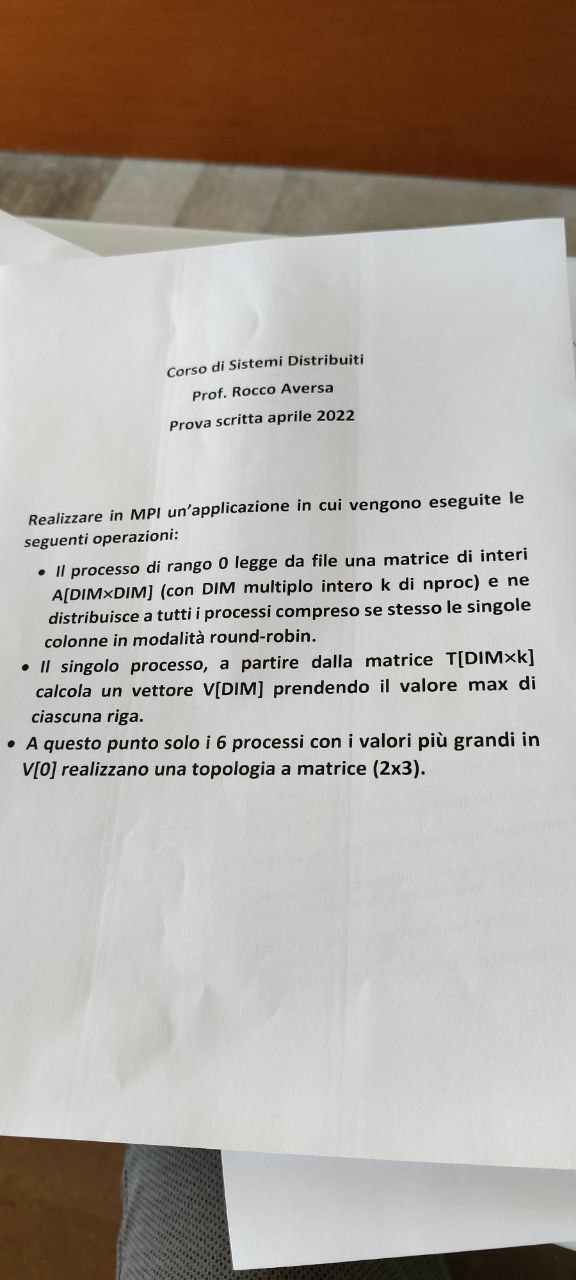 Corso di Sistemi Distribuiti
Prof. Rocco Aversa
Prova scritta aprile 2022
Realizzare in MPI un'applicazione in cui vengono eseguite le
seguenti operazioni:
• Il processo di rango 0 legge da file una matrice di interi
A[DIM×DIM] (con DIM multiplo intero k di nproc) e ne
distribuisce a tutti i processi compreso se stesso le singole
colonne in modalità round-robin.
• Il singolo processo, a partire dalla matrice T[DIM×k]
calcola un vettore V[DIM] prendendo il valore max di
ciascuna riga.
• A questo punto solo i 6 processi con i valori più grandi in
V[0] realizzano una topologia a matrice (2x3).